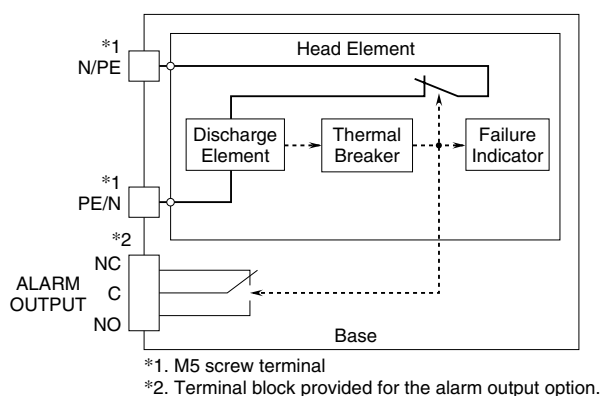 *1
N/PE
Head Element
Discharge
Element
Thermal
Breaker
Failure
Indicator
*1
PE/N
*2
NC
ALARM
OUTPUT
C
NO
Base
*1. M5 screw terminal
*2. Terminal block provided for the alarm output option.